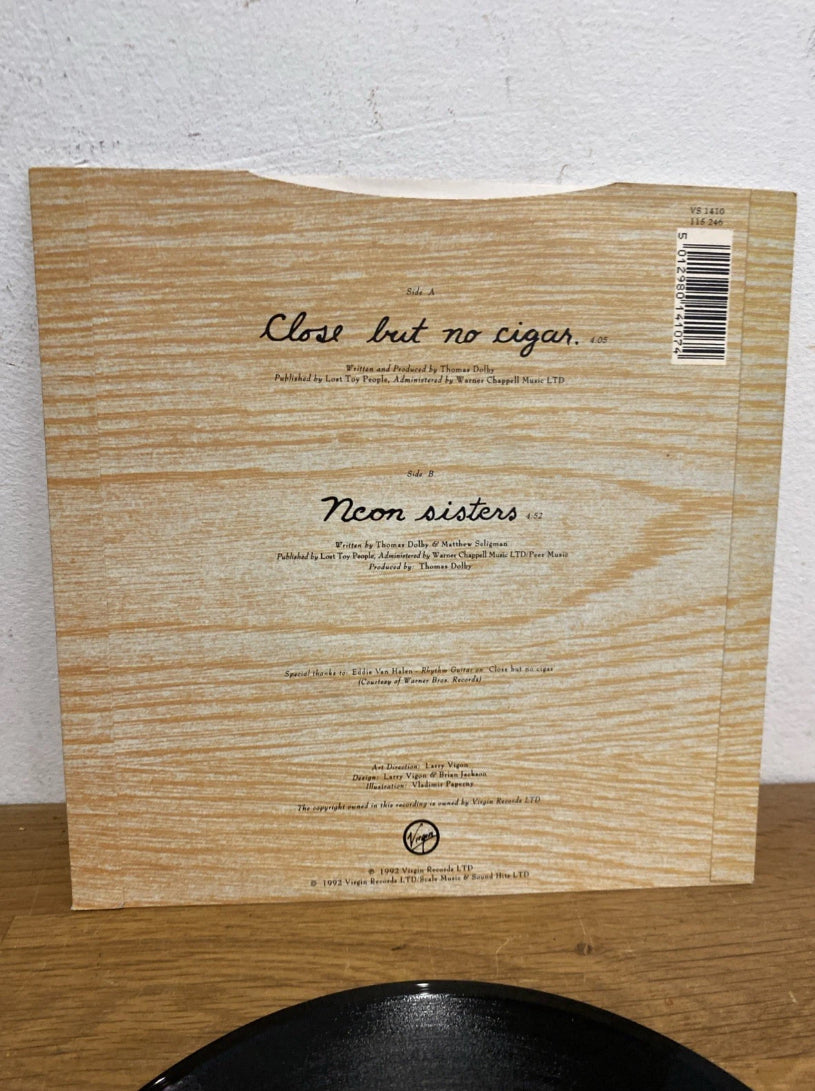 VS 1410
115 246
5 012980 141074
Side A
Close but no cigar. 4.05
Written and Produced by Thomas Dolby
Published by Lost Toy People, Administered by Warner Chappell Music LTD
Side B
Neon sisters 4:52
Written by Thomas Dolby & Matthew Seligman
Published by Lost Toy People, Administered by Warner Chappell Music LTD/Peer Music
Produced by: Thomas Dolby
Special thanks to: Eddie Van Halen - Rhythm Guitar on Close but no cigar
(Courtesy of Warner Bros. Records)
Art Direction: Larry Vigon
Design: Larry Vigon & Brian Jackson
Illustration: Vladimir Paperny
The copyright owned in this recording is owned by Virgin Records LTD
Virgin
℗ 1992 Virgin Records LTD
© 1992 Virgin Records LTD/Scale Music & Sound Hits LTD